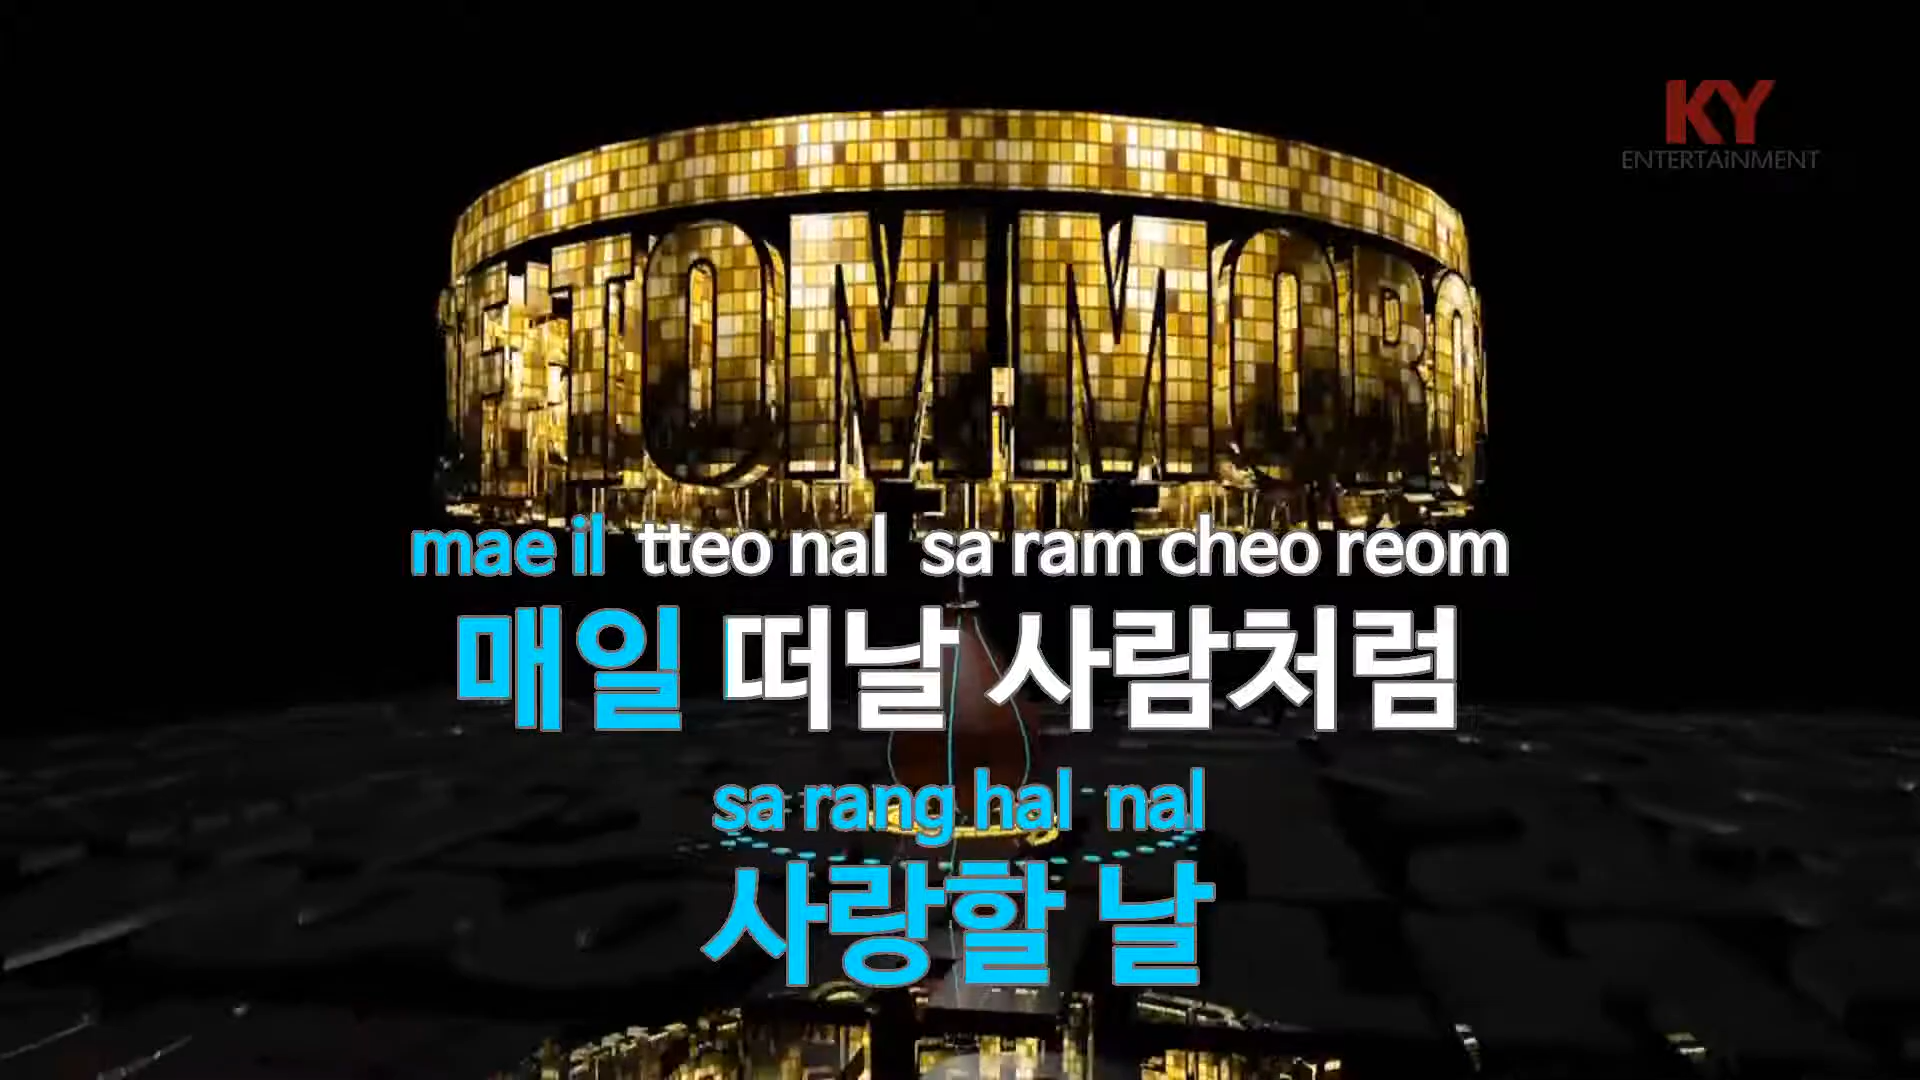 KY
ENTERTAiNMENT
TOMMORO
mae il tteo nal sa ram cheo reom
매일 떠날 사람처럼
sa rang hal nal
사랑할 날